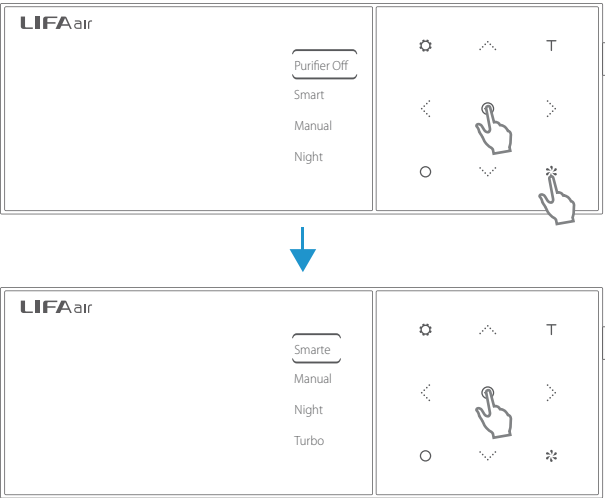 LIFAair
T
Purifier Off
Smart
Manual
Night
LIFAair
T
Smarte
Manual
Night
Turbo